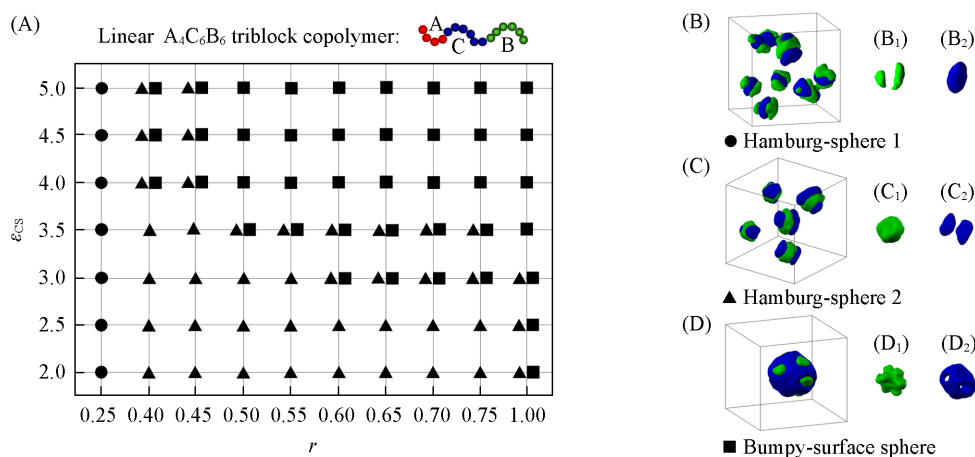 (A)
Linear A₄C₆B₆ triblock copolymer:
A
C
B
5.0
4.5
4.0
3.5
3.0
2.5
2.0
εCS
0.25 0.40 0.45 0.50 0.55 0.60 0.65 0.70 0.75 1.00
r
(B)
(B₁)
(B₂)
Hamburg-sphere 1
(C)
(C₁)
(C₂)
Hamburg-sphere 2
(D)
(D₁)
(D₂)
Bumpy-surface sphere